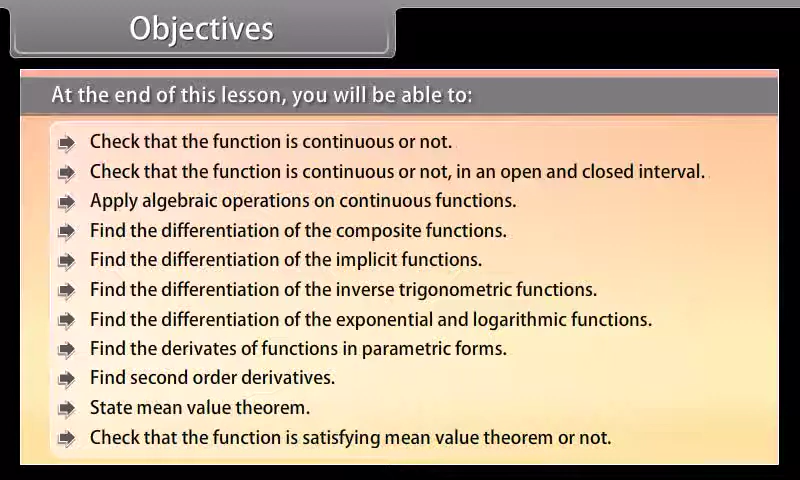 Objectives
At the end of this lesson, you will be able to:
Check that the function is continuous or not.
Check that the function is continuous or not, in an open and closed interval.
Apply algebraic operations on continuous functions.
Find the differentiation of the composite functions.
Find the differentiation of the implicit functions.
Find the differentiation of the inverse trigonometric functions.
Find the differentiation of the exponential and logarithmic functions.
Find the derivates of functions in parametric forms.
Find second order derivatives.
State mean value theorem.
Check that the function is satisfying mean value theorem or not.